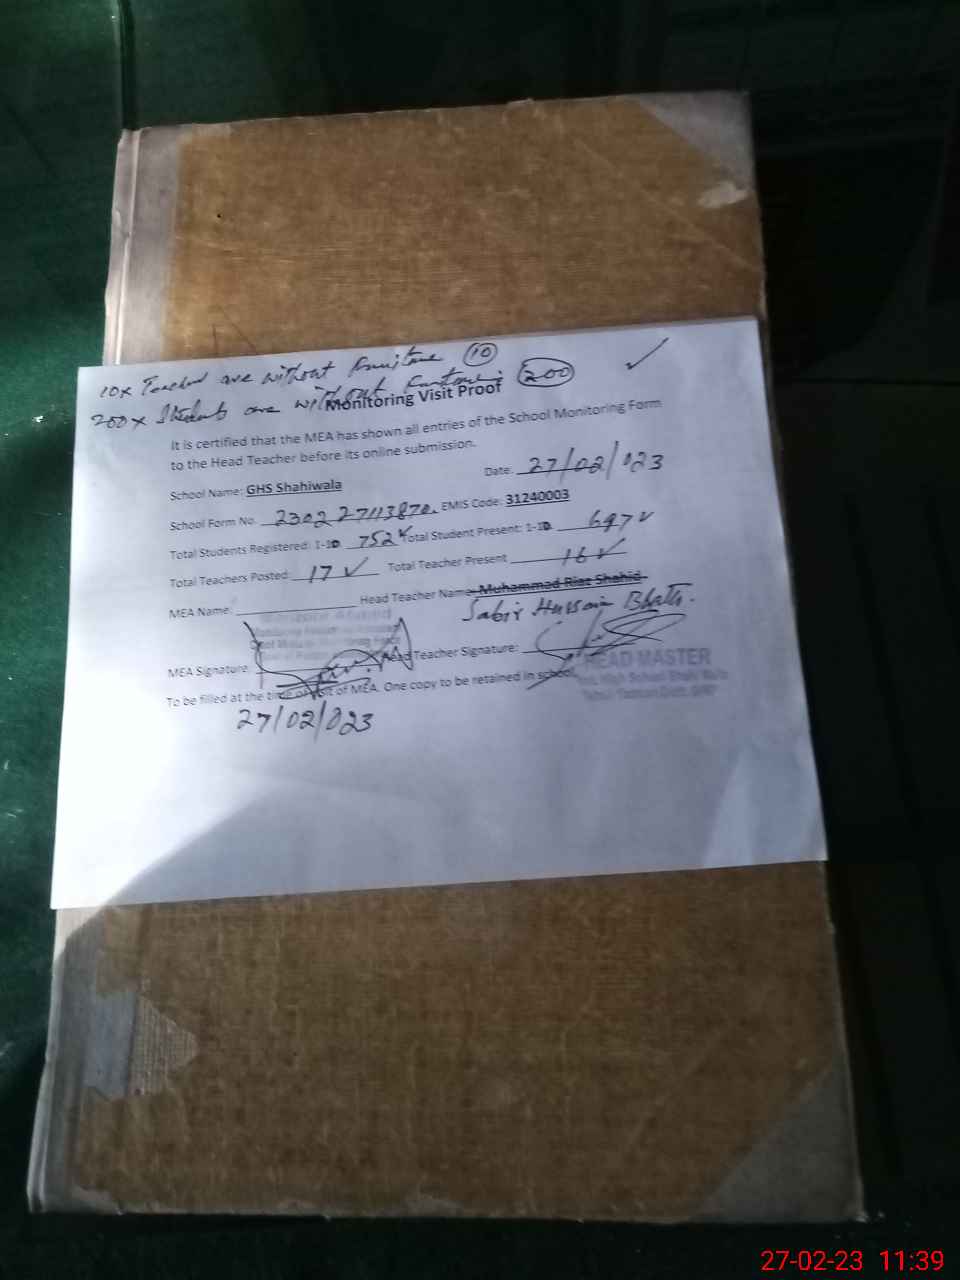 10x Teacher are without Furniture 10
200x Students are without Furniture 200
Monitoring Visit Proof
It is certified that the MEA has shown all entries of the School Monitoring Form
to the Head Teacher before its online submission.
Date: 27/02/023
School Name: GHS Shahiwala
School Form No. 230227113870. EMIS Code: 31240003
Total Students Registered: 1-10 752 Total Student Present: 1-10 697
Total Teachers Posted: 17 Total Teacher Present 16
MEA Name: Head Teacher Name: Muhammad Riaz Shahid
Sabir Hussain Bhatti.
MEA Signature: Head Teacher Signature:
HEAD MASTER
To be filled at the time of visit of MEA. One copy to be retained in school.
27/02/023
27-02-23 11:39